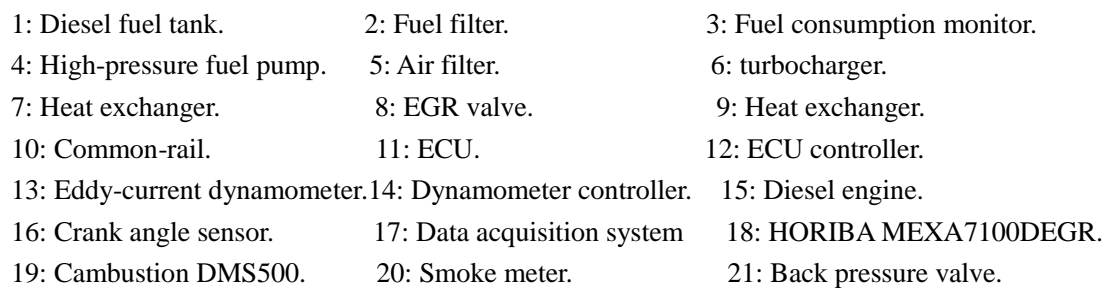 1: Diesel fuel tank. 2: Fuel filter. 3: Fuel consumption monitor.
4: High-pressure fuel pump. 5: Air filter. 6: turbocharger.
7: Heat exchanger. 8: EGR valve. 9: Heat exchanger.
10: Common-rail. 11: ECU. 12: ECU controller.
13: Eddy-current dynamometer.14: Dynamometer controller. 15: Diesel engine.
16: Crank angle sensor. 17: Data acquisition system 18: HORIBA MEXA7100DEGR.
19: Cambustion DMS500. 20: Smoke meter. 21: Back pressure valve.